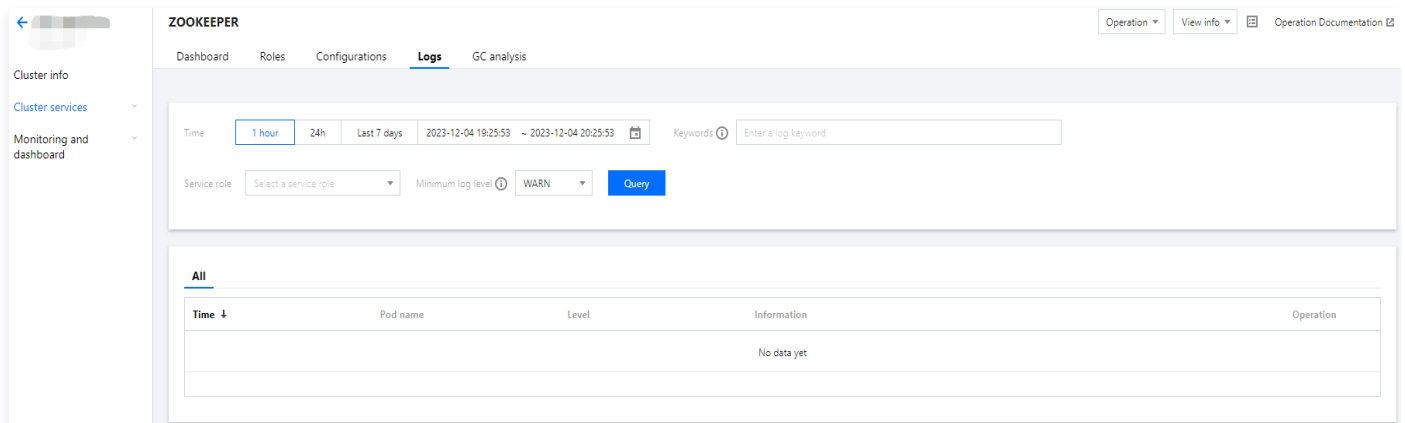 ZOOKEEPER
Operation
View info
Operation Documentation
Dashboard
Roles
Configurations
Logs
GC analysis
Cluster info
Cluster services
Monitoring and
dashboard
Time
1 hour
24h
Last 7 days
2023-12-04 19:25:53 ~ 2023-12-04 20:25:53
Keywords
Enter a log keyword
Service role
Select a service role
Minimum log level
WARN
Query
All
Time
Pod name
Level
Information
Operation
No data yet